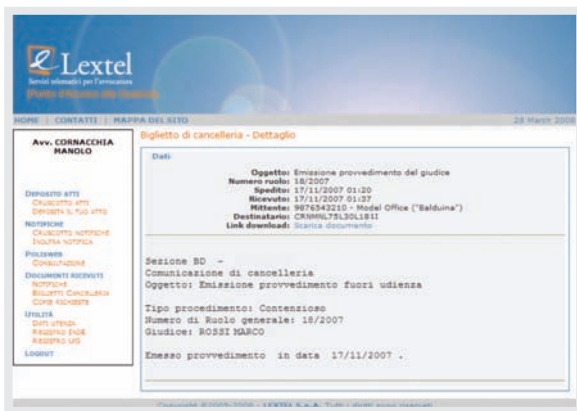 Lextel
Servizi telematici per l'avvocatura
HOME | CONTATTI | MAPPA DEL SITO
28 March 2008
Avv. CORNACCHIA
MANOLO
DEPOSITO ATTI
CRUSCOTTO ATTI
DEPOSITA IL TUO ATTO
NOTIFICHE
CRUSCOTTO NOTIFICHE
INOLTRA NOTIFICA
POLISWEB
CONSULTAZIONE
DOCUMENTI RICEVUTI
NOTIFICHE
BIGLIETTI CANCELLERIA
COPIE RICHIESTE
UTILITÀ
DATI UTENZA
REGISTRO INDE
REGISTRO UG
LOGOUT
Biglietto di cancelleria - Dettaglio
Dati
Oggetto: Emissione provvedimento del giudice
Numero ruolo: 18/2007
Spedito: 17/11/2007 01:20
Ricevuto: 17/11/2007 01:37
Mittente: 9876543210 - Model Office ("Balduina")
Destinatario: CRNMNL75L30L181I
Link download: Scarica documento
Sezione BD -
Comunicazione di cancelleria
Oggetto: Emissione provvedimento fuori udienza
Tipo procedimento: Contenzioso
Numero di Ruolo generale: 18/2007
Giudice: ROSSI MARCO
Emesso provvedimento in data 17/11/2007 .
LEXTEL S.p.A. Tutti i diritti sono riservati